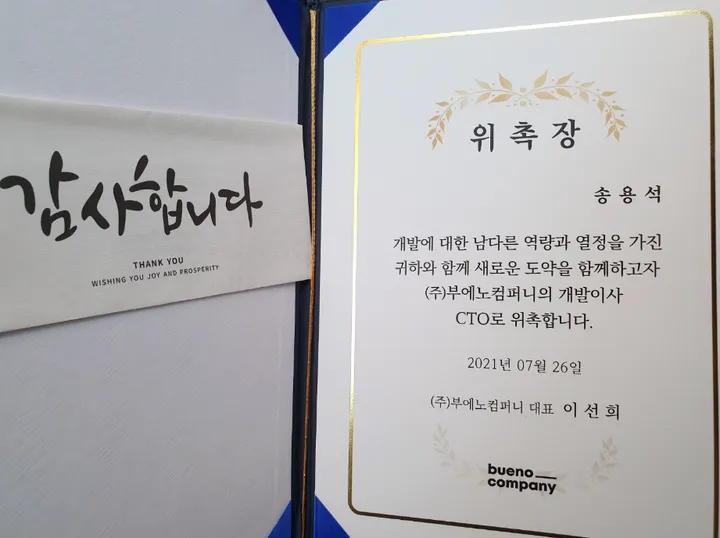 감사합니다
THANK YOU
WISHING YOU JOY AND PROSPERITY
위촉장
송용석
개발에 대한 남다른 역량과 열정을 가진
귀하와 함께 새로운 도약을 함께하고자
(주)부에노컴퍼니의 개발이사
CTO로 위촉합니다.
2021년 07월 26일
(주)부에노컴퍼니 대표 이선희
bueno__
company